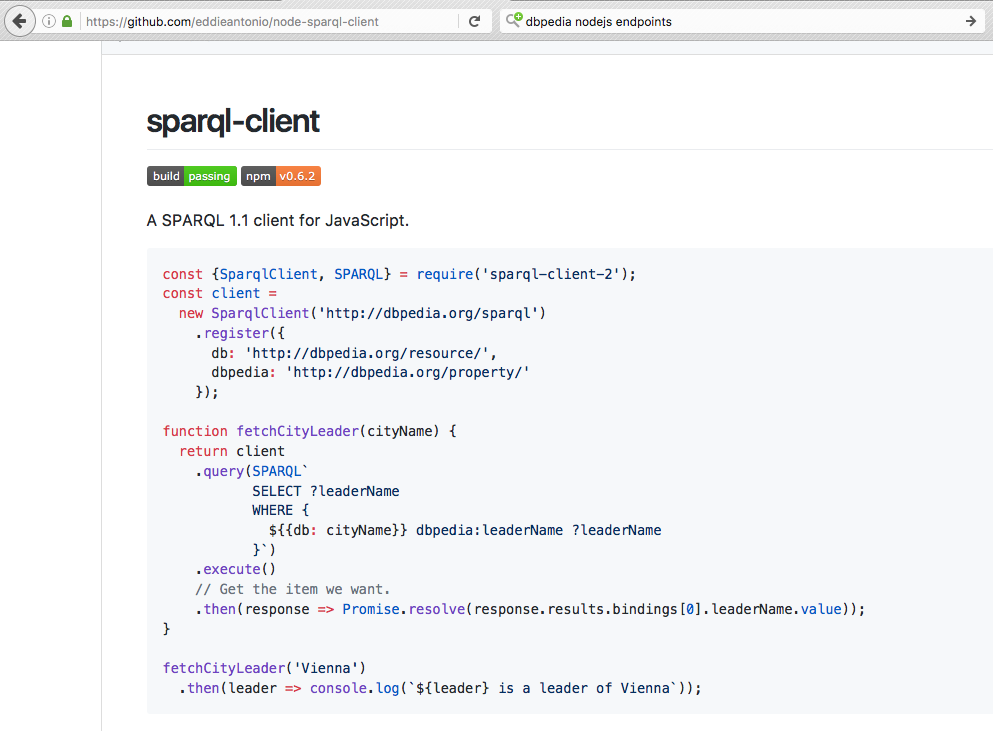 https://github.com/eddieantonio/node-sparql-client
dbpedia nodejs endpoints
sparql-client
build passing npm v0.6.2
A SPARQL 1.1 client for JavaScript.
const {SparqlClient, SPARQL} = require('sparql-client-2');
const client =
  new SparqlClient('http://dbpedia.org/sparql')
    .register({
      db: 'http://dbpedia.org/resource/',
      dbpedia: 'http://dbpedia.org/property/'
    });
function fetchCityLeader(cityName) {
  return client
    .query(SPARQL`
           SELECT ?leaderName
           WHERE {
             ${{db: cityName}} dbpedia:leaderName ?leaderName
           }`)
    .execute()
    // Get the item we want.
    .then(response => Promise.resolve(response.results.bindings[0].leaderName.value));
}
fetchCityLeader('Vienna')
  .then(leader => console.log(`${leader} is a leader of Vienna`));